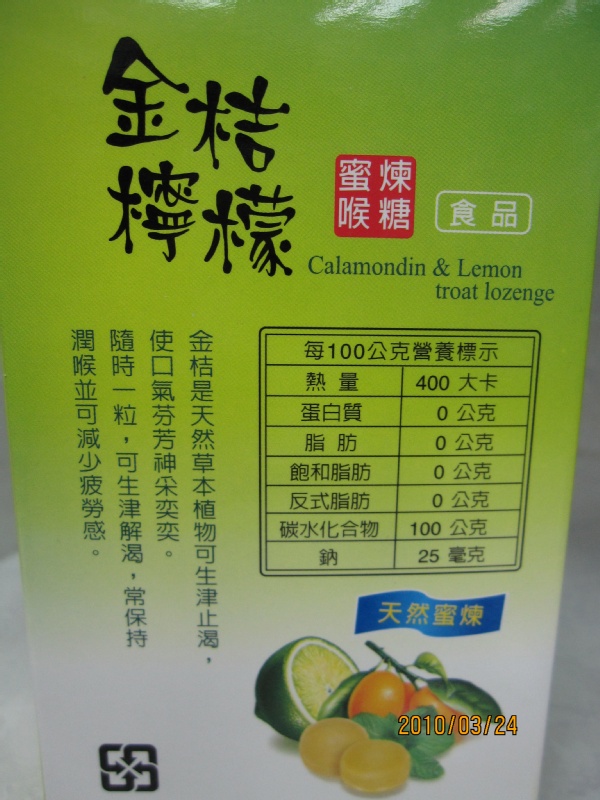 金桔
檸檬
蜜煉
喉糖
食品
Calamondin & Lemon
troat lozenge
金桔是天然草本植物可生津止渴，
使口氣芬芳神采奕奕。
隨時一粒，可生津解渴，常保持
潤喉並可減少疲勞感。
每100公克營養標示
熱量 400 大卡
蛋白質 0 公克
脂肪 0 公克
飽和脂肪 0 公克
反式脂肪 0 公克
碳水化合物 100 公克
鈉 25 毫克
天然蜜煉
2010/03/24